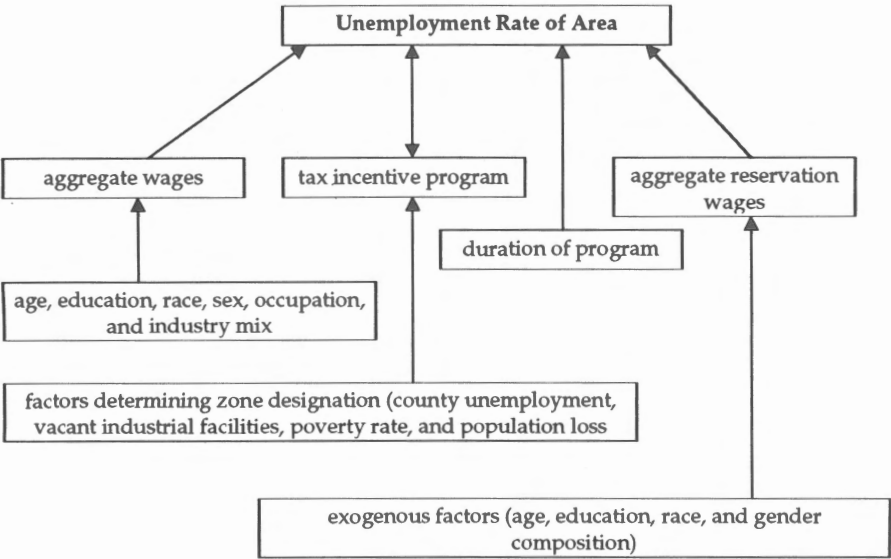 Unemployment Rate of Area
aggregate wages
tax incentive program
aggregate reservation
wages
duration of program
age, education, race, sex, occupation,
and industry mix
factors determining zone designation (county unemployment,
vacant industrial facilities, poverty rate, and population loss
exogenous factors (age, education, race, and gender
composition)